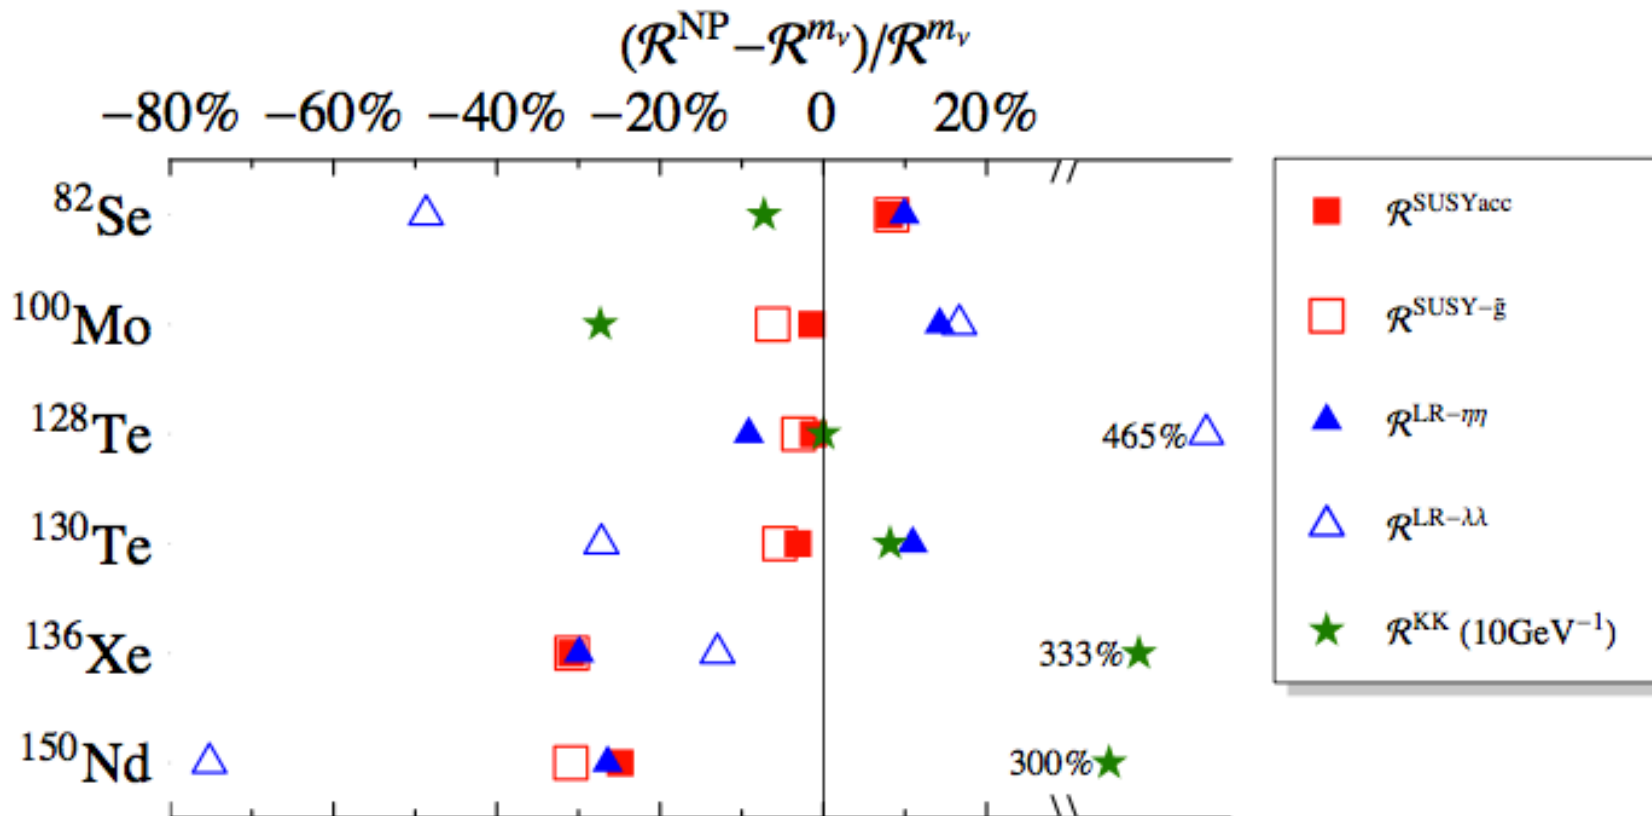 (ℛ^NP−ℛ^mν)/ℛ^mν
−80% −60% −40% −20% 0 20%
⁸²Se
¹⁰⁰Mo
¹²⁸Te
465%
¹³⁰Te
¹³⁶Xe
333%
¹⁵⁰Nd
300%
ℛ^SUSYacc
ℛ^SUSY−g̃
ℛ^LR−ηη
ℛ^LR−λλ
ℛ^KK (10GeV⁻¹)